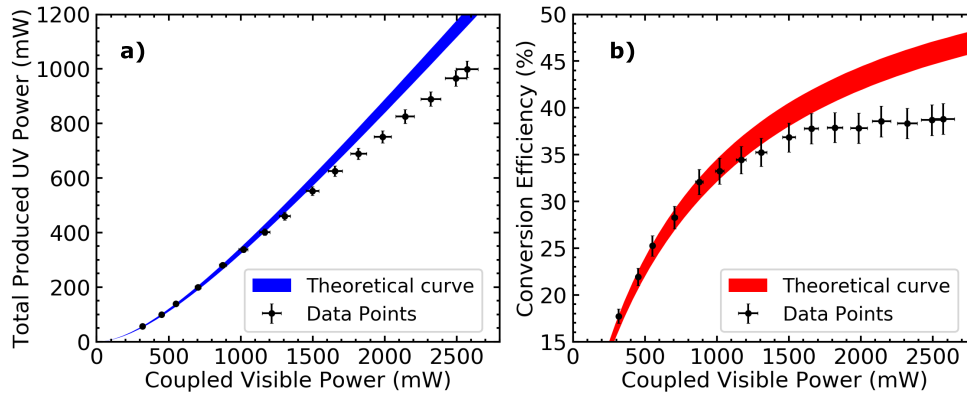 a)
Total Produced UV Power (mW)
1200
1000
800
600
400
200
0
0 500 1000 1500 2000 2500
Coupled Visible Power (mW)
Theoretical curve
Data Points
b)
Conversion Efficiency (%)
50
45
40
35
30
25
20
15
0 500 1000 1500 2000 2500
Coupled Visible Power (mW)
Theoretical curve
Data Points